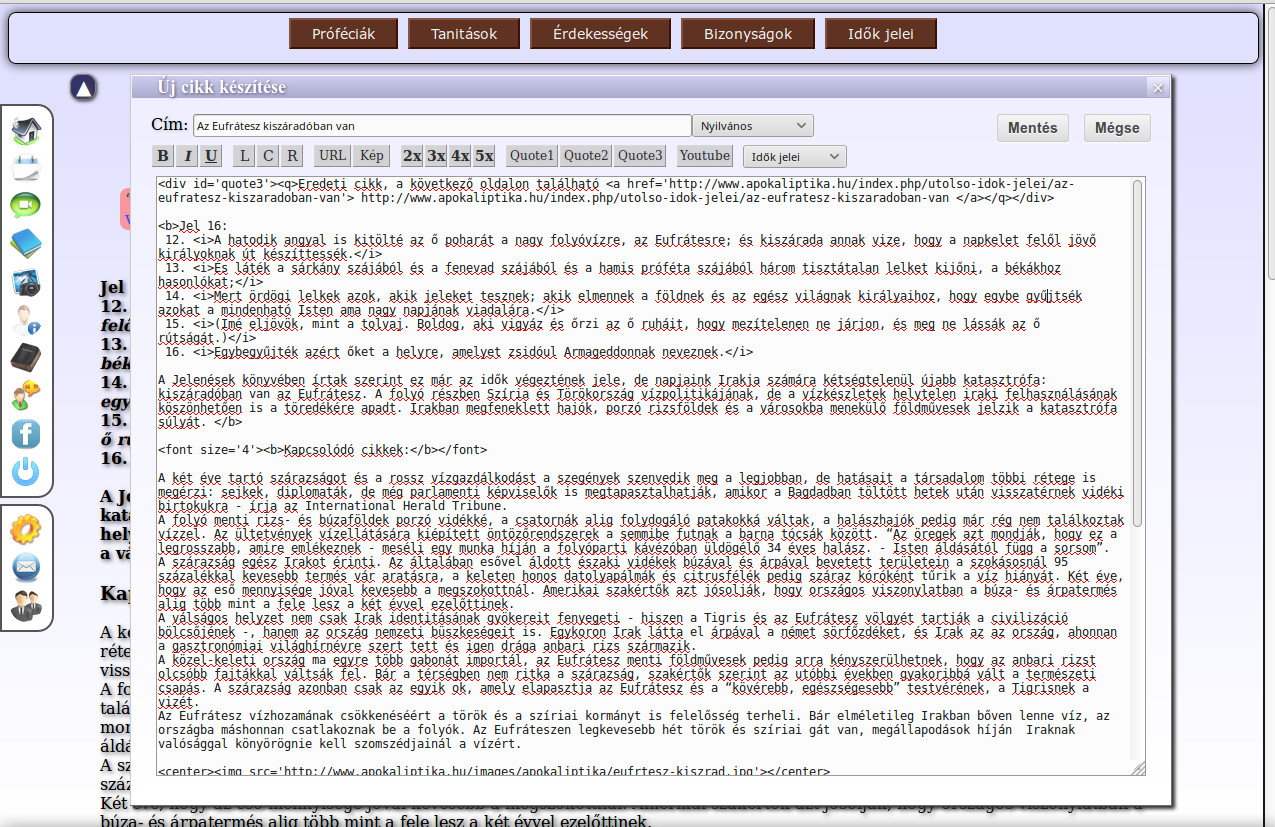 Próféciák Tanitások Érdekességek Bizonyságok Idők jelei
Új cikk készítése
Cím: Az Eufrátesz kiszáradóban van Nyilvános Mentés Mégse
B I U L C R URL Kép 2x 3x 4x 5x Quote1 Quote2 Quote3 Youtube Idők jelei
<div id='quote3'><q>Eredeti cikk, a következő oldalon található <a href='http://www.apokaliptika.hu/index.php/utolso-idok-jelei/az-
eufratesz-kiszaradoban-van'> http://www.apokaliptika.hu/index.php/utolso-idok-jelei/az-eufratesz-kiszaradoban-van </a></q></div>
<b>Jel 16:
12. <i>A hatodik angyal is kitölté az ő poharát a nagy folyóvízre, az Eufrátesre; és kiszárada annak vize, hogy a napkelet felől jövő
királyoknak út készíttessék.</i>
13. <i>És láték a sárkány szájából és a fenevad szájából és a hamis próféta szájából három tisztátalan lelket kijőni, a békákhoz
hasonlókat;</i>
14. <i>Mert ördögi lelkek azok, akik jeleket tesznek; akik elmennek a földnek és az egész világnak királyaihoz, hogy egybe gyűjtsék
azokat a mindenható Isten ama nagy napjának viadalára.</i>
15. <i>(Imé eljövök, mint a tolvaj. Boldog, aki vigyáz és őrzi az ő ruháit, hogy mezítelenen ne járjon, és meg ne lássák az ő
rútságát.)</i>
16. <i>Egybegyűjték azért őket a helyre, amelyet zsidóul Armageddonnak neveznek.</i>
A Jelenések könyvében írtak szerint ez már az idők végeztének jele, de napjaink Irakja számára kétségtelenül újabb katasztrófa:
kiszáradóban van az Eufrátesz. A folyó részben Szíria és Törökország vízpolitikájának, de a vízkészletek helytelen iraki felhasználásának
köszönhetően is a töredékére apadt. Irakban megfeneklett hajók, porzó rizsföldek és a városokba menekülő földművesek jelzik a katasztrófa
súlyát. </b>
<font size='4'><b>Kapcsolódó cikkek:</b></font>
A két éve tartó szárazságot és a rossz vízgazdálkodást a szegények szenvedik meg a legjobban, de hatásait a társadalom többi rétege is
megérzi: sejkek, diplomaták, de még parlamenti képviselők is megtapasztalhatják, amikor a Bagdadban töltött hetek után visszatérnek vidéki
birtokukra - írja az International Herald Tribune.
A folyó menti rizs- és búzaföldek porzó vidékké, a csatornák alig folydogáló patakokká váltak, a halászhajók pedig már rég nem találkoztak
vízzel. Az ültetvények vízellátására kiépített öntözőrendszerek a semmibe futnak a barna tócsák között. “Az öregek azt mondják, hogy ez a
legrosszabb, amire emlékeznek - meséli egy munka híján a folyóparti kávézóban üldögélő 34 éves halász. - Isten áldásától függ a sorsom”.
A szárazság egész Irakot érinti. Az általában esővel áldott északi vidékek búzával és árpával bevetett területein a szokásosnál 95
százalékkal kevesebb termés vár aratásra, a keleten honos datolyapálmák és citrusfélék pedig száraz kóróként tűrik a víz hiányát. Két éve,
hogy az eső mennyisége jóval kevesebb a megszokottnál. Amerikai szakértők azt jósolják, hogy országos viszonylatban a búza- és árpatermés
alig több mint a fele lesz a két évvel ezelőttinek.
A válságos helyzet nem csak Irak identitásának gyökereit fenyegeti - hiszen a Tigris és az Eufrátesz völgyét tartják a civilizáció
bölcsőjének -, hanem az ország nemzeti büszkeségeit is. Egykoron Irak látta el árpával a német sörfőzdéket, és Irak az az ország, ahonnan
a gasztronómiai világhírnévre szert tett és igen drága anbari rizs származik.
A közel-keleti ország ma egyre több gabonát importál, az Eufrátesz menti földművesek pedig arra kényszerülhetnek, hogy az anbari rizst
olcsóbb fajtákkal váltsák fel. Bár a térségben nem ritka a szárazság, szakértők szerint az utóbbi években gyakoribbá vált a természeti
csapás. A szárazság azonban csak az egyik ok, amely elapasztja az Eufrátesz és a “kövérebb, egészségesebb” testvérének, a Tigrisnek a
vizét.
Az Eufrátesz vízhozamának csökkenéséért a török és a szíriai kormányt is felelősség terheli. Bár elméletileg Irakban bőven lenne víz, az
országba máshonnan csatlakoznak be a folyók. Az Eufráteszen legkevesebb hét török és szíriai gát van, megállapodások híján Iraknak
valósággal könyörögnie kell szomszédjainál a vízért.
<center><img src='http://www.apokaliptika.hu/images/apokaliptika/eufrtesz-kiszrad.jpg'></center>
Jel
12.
felő
13.
bék
14.
egy
15.
ő ru
16.
A Je
kata
hely
a vá
Kap
A ké
réte
viss
A fo
talá
mon
áldá
A sz
száz
Két éve, hogy az eső mennyisége jóval kevesebb a megszokottnál. Amerikai szakértők azt jósolják, hogy országos viszonylatban a
búza- és árpatermés alig több mint a fele lesz a két évvel ezelőttinek.